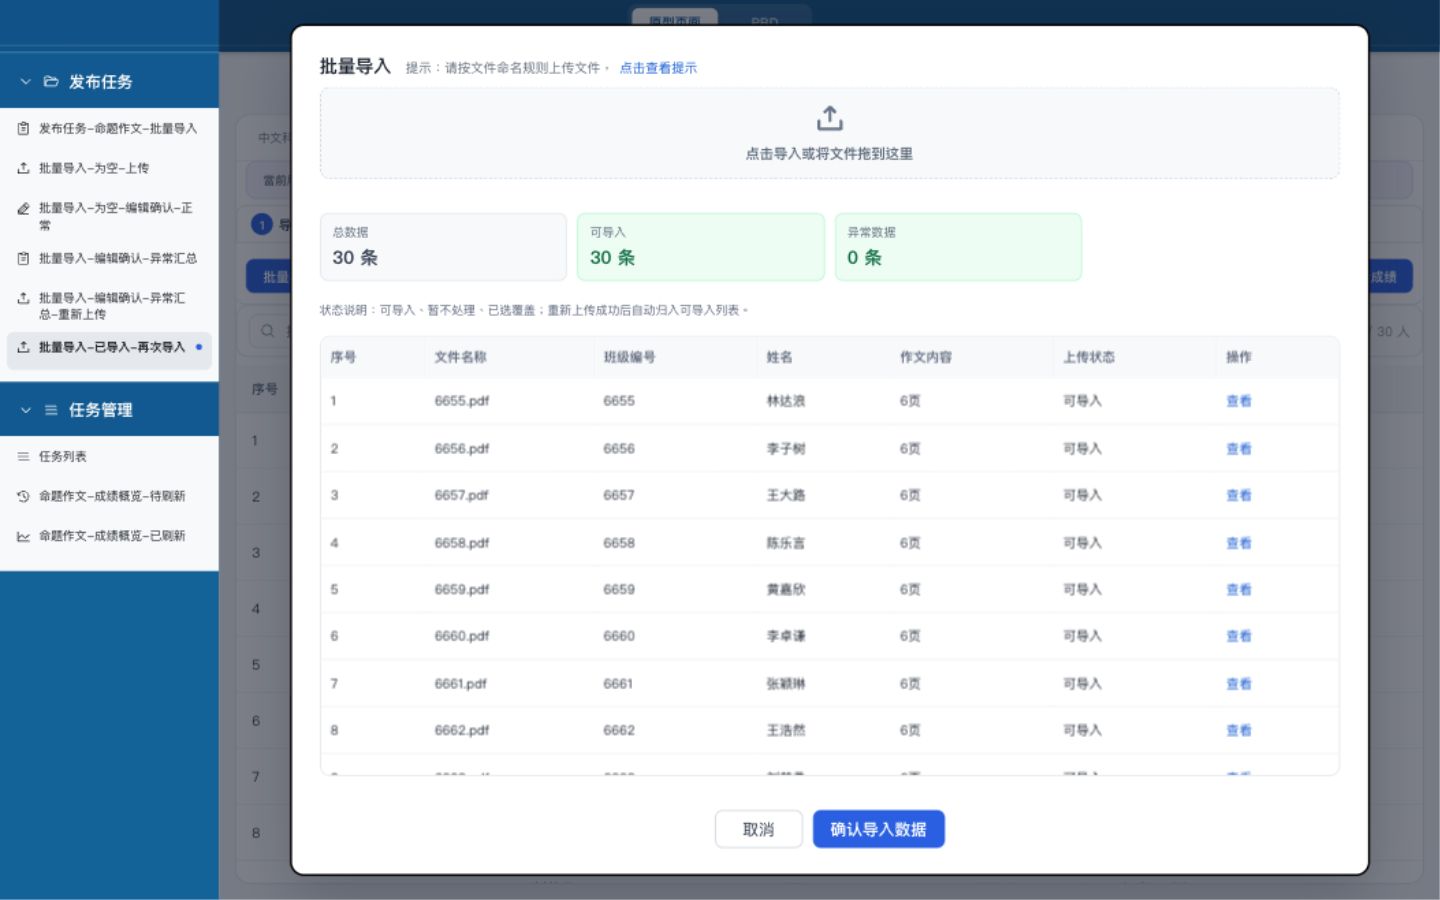 原型页面 PRD
发布任务
发布任务-命题作文-批量导入
批量导入-为空-上传
批量导入-为空-编辑确认-正
常
批量导入-编辑确认-异常汇总
批量导入-编辑确认-异常汇
总-重新上传
批量导入-已导入-再次导入
任务管理
任务列表
命题作文-成绩概览-待刷新
命题作文-成绩概览-已刷新
中文科
當前
1 导
批量
成绩
/ 30 人
序号
1
2
3
4
5
6
7
8
批量导入 提示：请按文件命名规则上传文件， 点击查看提示
点击导入或将文件拖到这里
总数据 可导入 异常数据
30 条 30 条 0 条
状态说明：可导入、暂不处理、已选覆盖；重新上传成功后自动归入可导入列表。
序号 文件名称 班级编号 姓名 作文内容 上传状态 操作
1 6655.pdf 6655 林达浪 6页 可导入 查看
2 6656.pdf 6656 李子树 6页 可导入 查看
3 6657.pdf 6657 王大路 6页 可导入 查看
4 6658.pdf 6658 陈乐言 6页 可导入 查看
5 6659.pdf 6659 黄嘉欣 6页 可导入 查看
6 6660.pdf 6660 李卓谦 6页 可导入 查看
7 6661.pdf 6661 张颖琳 6页 可导入 查看
8 6662.pdf 6662 王浩然 6页 可导入 查看
取消 确认导入数据